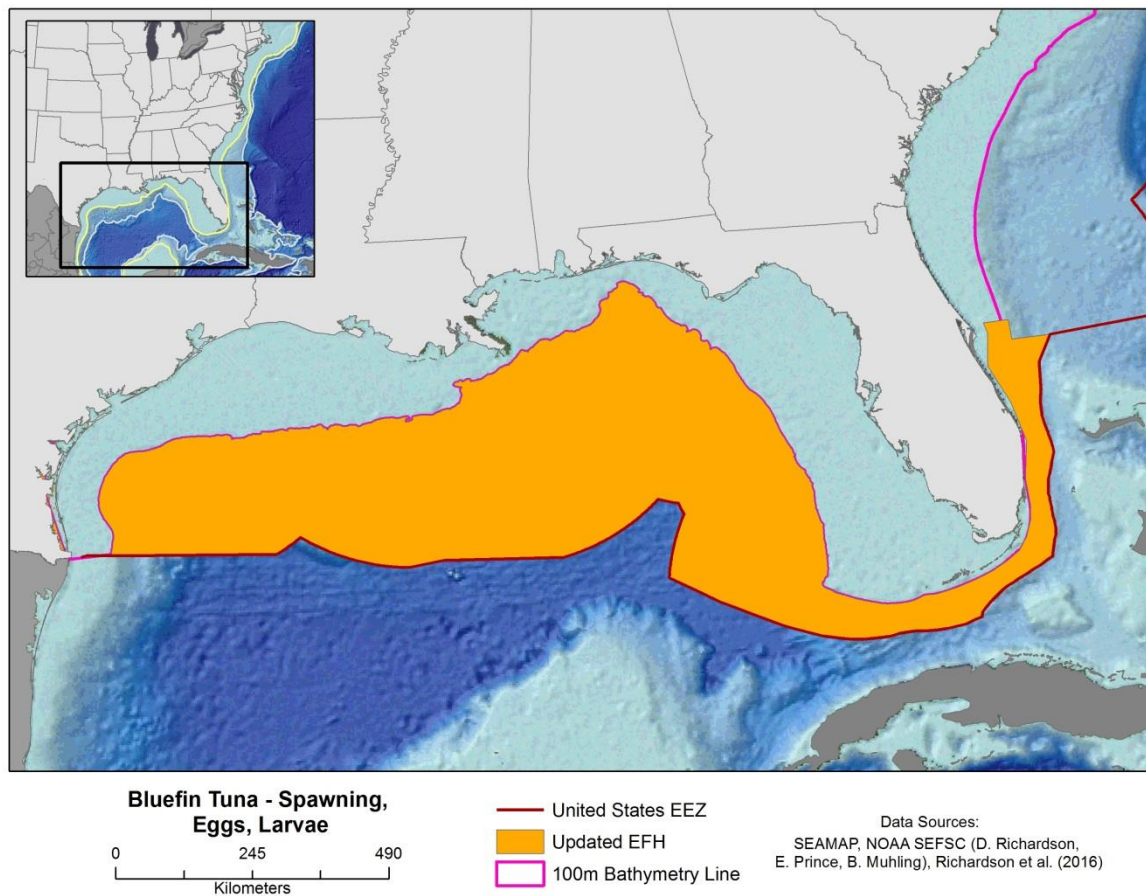 Bluefin Tuna - Spawning,
Eggs, Larvae
0 245 490
Kilometers
United States EEZ
Updated EFH
100m Bathymetry Line
Data Sources:
SEAMAP, NOAA SEFSC (D. Richardson,
E. Prince, B. Muhling), Richardson et al. (2016)